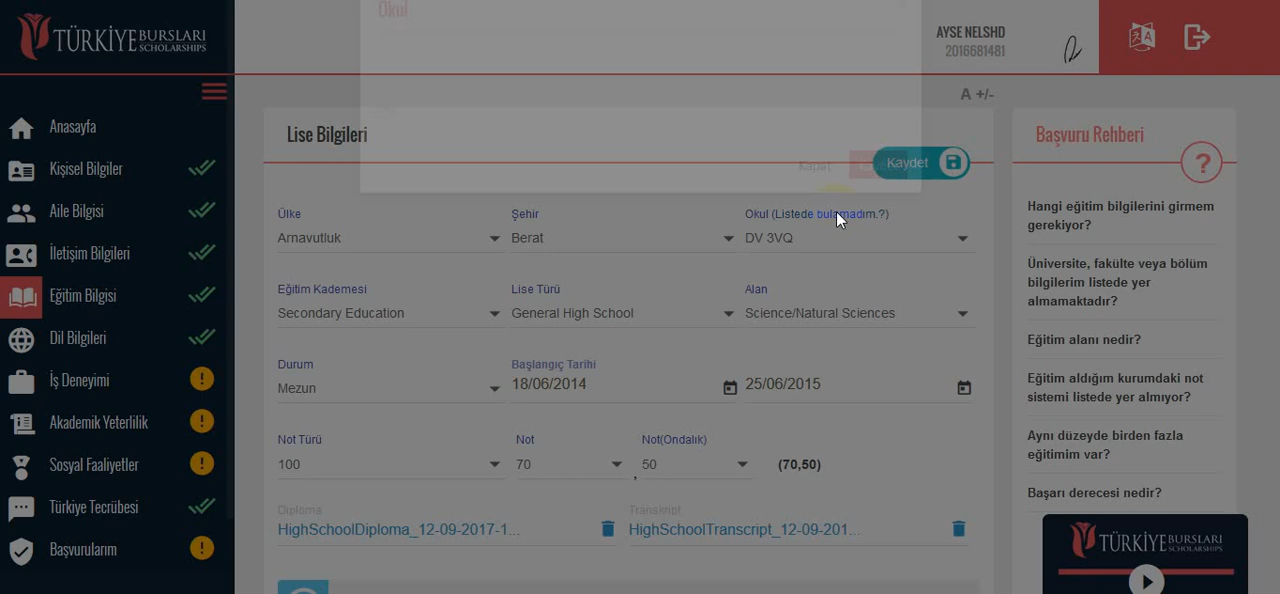 TÜRKİYE BURSLARI
SCHOLARSHIPS
Okul
AYSE NELSHD
2016681481
A +/-
Anasayfa
Kişisel Bilgiler
Aile Bilgisi
İletişim Bilgileri
Eğitim Bilgisi
Dil Bilgileri
İş Deneyimi
Akademik Yeterlilik
Sosyal Faaliyetler
Türkiye Tecrübesi
Başvurularım
Lise Bilgileri
Kapat
Kaydet
Ülke
Arnavutluk
Şehir
Berat
Okul (Listede bulamadım.?)
DV 3VQ
Eğitim Kademesi
Secondary Education
Lise Türü
General High School
Alan
Science/Natural Sciences
Durum
Mezun
Başlangıç Tarihi
18/06/2014
25/06/2015
Not Türü
100
Not
70
,
Not(Ondalık)
50
(70,50)
Diploma
HighSchoolDiploma_12-09-2017-1...
Transkript
HighSchoolTranscript_12-09-201...
Başvuru Rehberi
?
Hangi eğitim bilgilerini girmem
gerekiyor?
Üniversite, fakülte veya bölüm
bilgilerim listede yer
almamaktadır?
Eğitim alanı nedir?
Eğitim aldığım kurumdaki not
sistemi listede yer almıyor?
Aynı düzeyde birden fazla
eğitimim var?
Başarı derecesi nedir?
TÜRKİYE BURSLARI
SCHOLARSHIPS